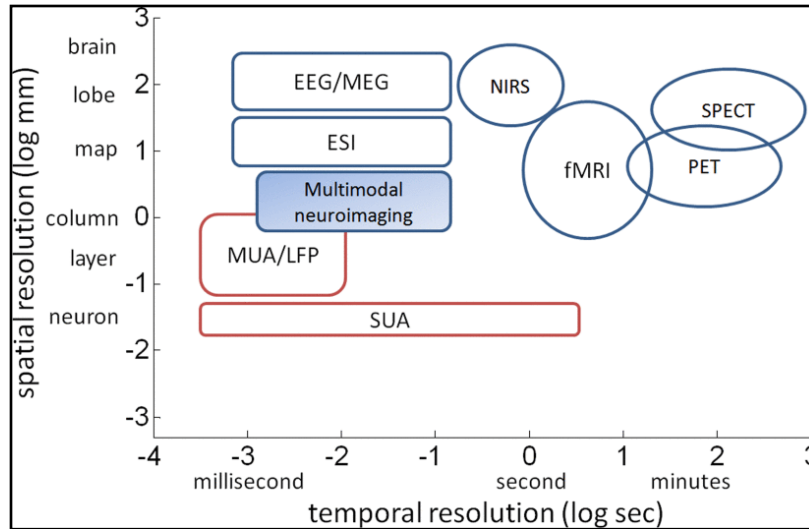 spatial resolution (log mm)
brain
lobe
map
column
layer
neuron
3
2
1
0
-1
-2
-3
EEG/MEG
NIRS
SPECT
ESI
fMRI
PET
Multimodal
neuroimaging
MUA/LFP
SUA
-4 -3 -2 -1 0 1 2 3
millisecond second minutes
temporal resolution (log sec)